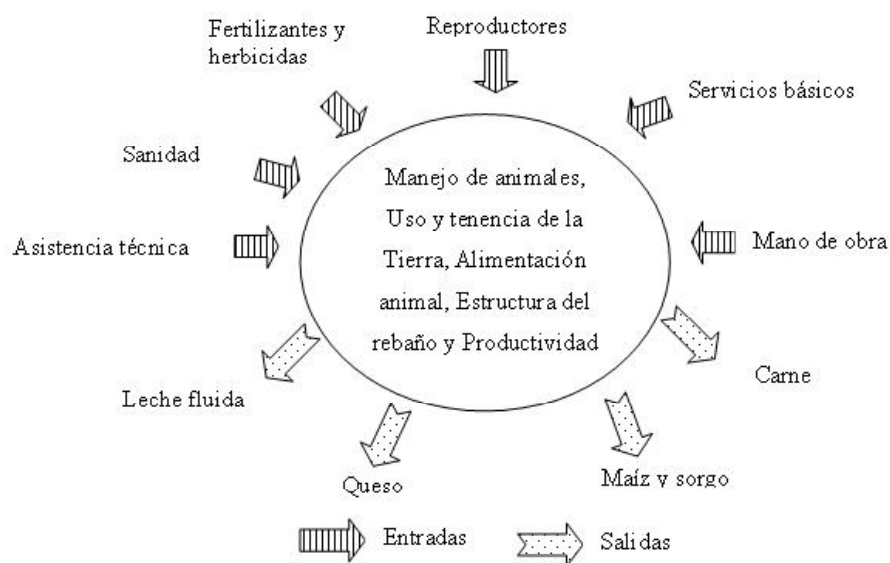 Fertilizantes y
herbicidas
Reproductores
Servicios básicos
Sanidad
Asistencia técnica
Mano de obra
Manejo de animales,
Uso y tenencia de la
Tierra, Alimentación
animal, Estructura del
rebaño y Productividad
Leche fluida
Carne
Queso
Maíz y sorgo
Entradas
Salidas